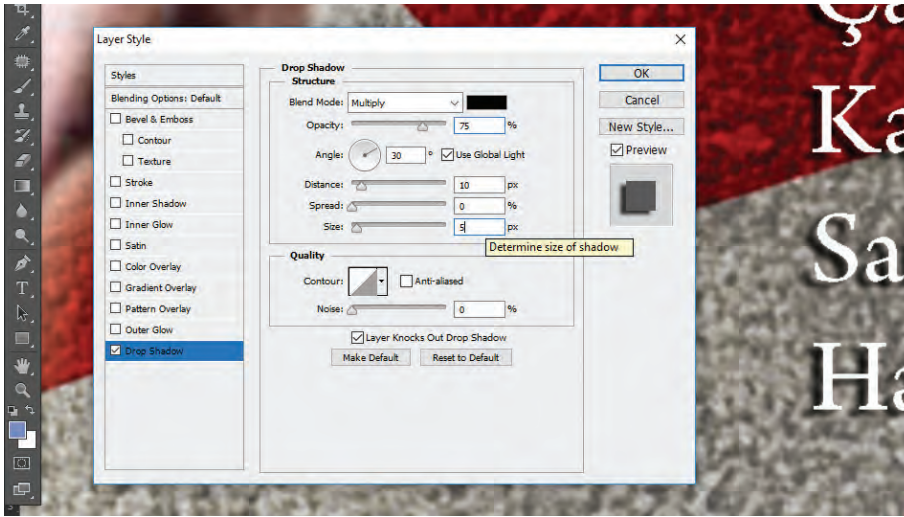 Layer Style
Styles
Blending Options: Default
Bevel & Emboss
Contour
Texture
Stroke
Inner Shadow
Inner Glow
Satin
Color Overlay
Gradient Overlay
Pattern Overlay
Outer Glow
Drop Shadow
Drop Shadow
Structure
Blend Mode: Multiply
Opacity: 75 %
Angle: 30 ° Use Global Light
Distance: 10 px
Spread: 0 %
Size: 5 px
Determine size of shadow
Quality
Contour: Anti-aliased
Noise: 0 %
Layer Knocks Out Drop Shadow
Make Default Reset to Default
OK
Cancel
New Style...
Preview
Ça
Ka
Sa
Ha